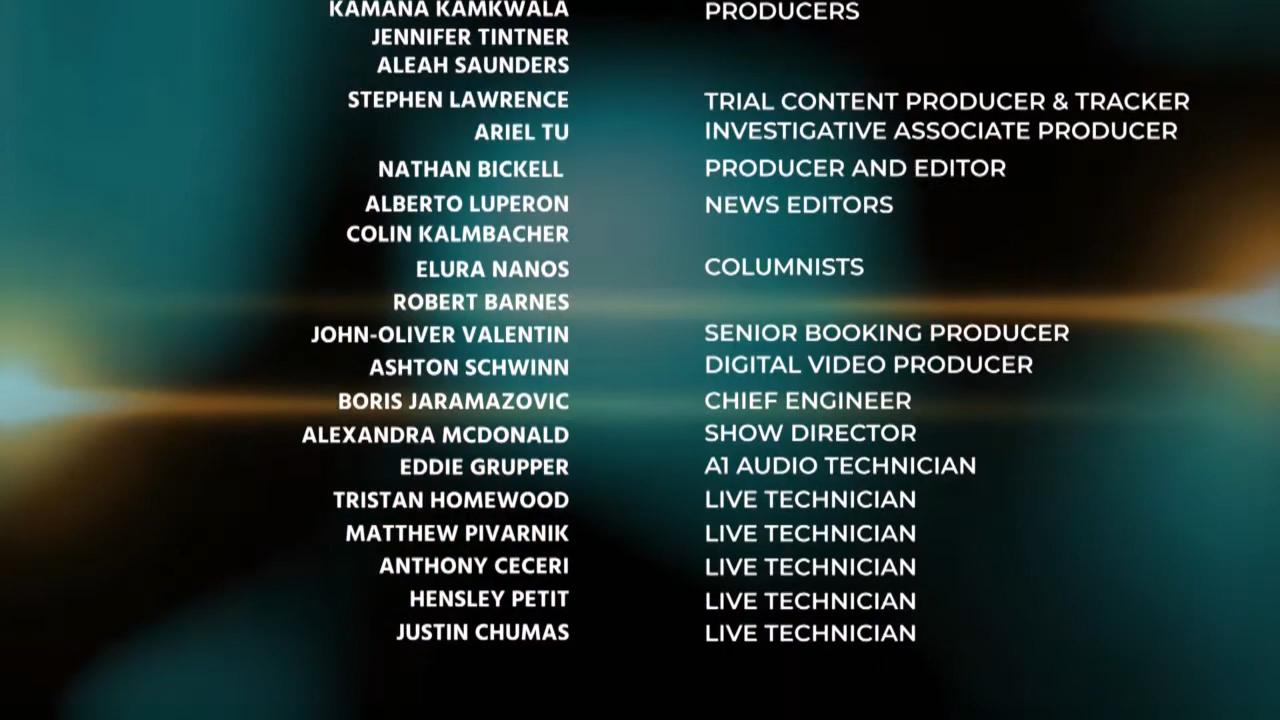 KAMANA KAMKWALA PRODUCERS
JENNIFER TINTNER
ALEAH SAUNDERS
STEPHEN LAWRENCE TRIAL CONTENT PRODUCER & TRACKER
ARIEL TU INVESTIGATIVE ASSOCIATE PRODUCER
NATHAN BICKELL PRODUCER AND EDITOR
ALBERTO LUPERON NEWS EDITORS
COLIN KALMBACHER
ELURA NANOS COLUMNISTS
ROBERT BARNES
JOHN-OLIVER VALENTIN SENIOR BOOKING PRODUCER
ASHTON SCHWINN DIGITAL VIDEO PRODUCER
BORIS JARAMAZOVIC CHIEF ENGINEER
ALEXANDRA MCDONALD SHOW DIRECTOR
EDDIE GRUPPER A1 AUDIO TECHNICIAN
TRISTAN HOMEWOOD LIVE TECHNICIAN
MATTHEW PIVARNIK LIVE TECHNICIAN
ANTHONY CECERI LIVE TECHNICIAN
HENSLEY PETIT LIVE TECHNICIAN
JUSTIN CHUMAS LIVE TECHNICIAN